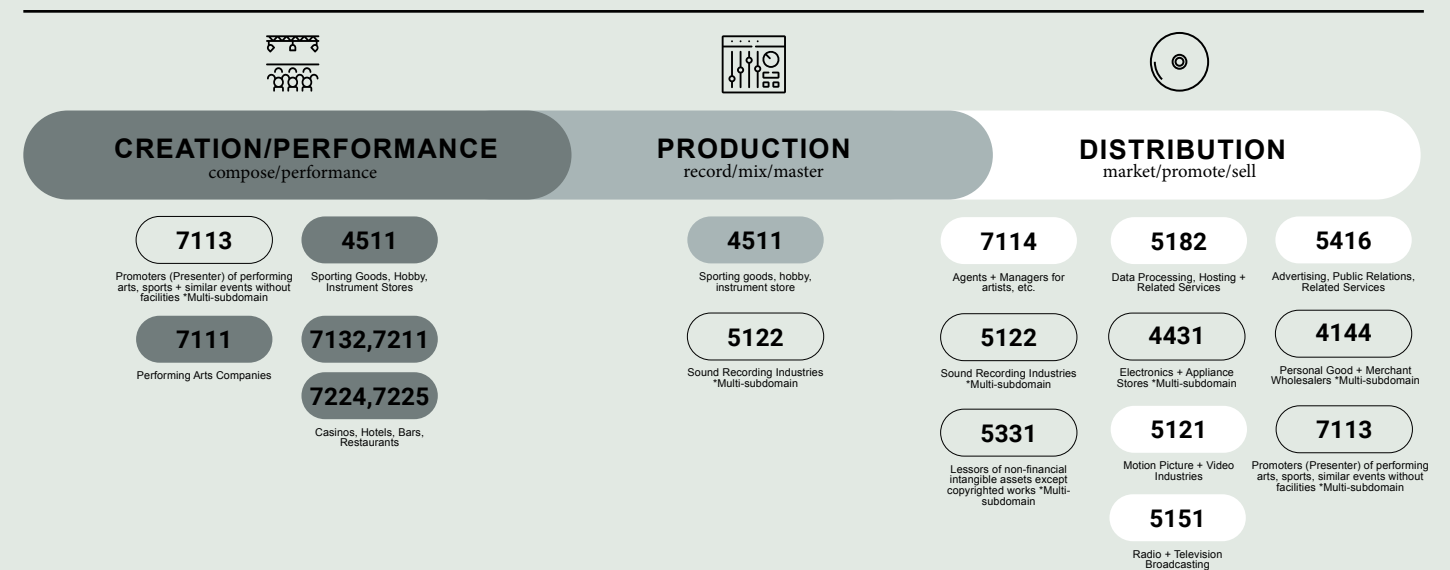 CREATION/PERFORMANCE
compose/performance
7113
Promoters (Presenter) of performing
arts, sports + similar events without
facilities *Multi-subdomain
4511
Sporting Goods, Hobby,
Instrument Stores
7111
Performing Arts Companies
7132,7211
7224,7225
Casinos, Hotels, Bars,
Restaurants
PRODUCTION
record/mix/master
4511
Sporting goods, hobby,
instrument store
5122
Sound Recording Industries
*Multi-subdomain
DISTRIBUTION
market/promote/sell
7114
Agents + Managers for
artists, etc.
5182
Data Processing, Hosting +
Related Services
5416
Advertising, Public Relations,
Related Services
5122
Sound Recording Industries
*Multi-subdomain
4431
Electronics + Appliance
Stores *Multi-subdomain
4144
Personal Good + Merchant
Wholesalers *Multi-subdomain
5331
Lessors of non-financial
intangible assets except
copyrighted works *Multi-
subdomain
5121
Motion Picture + Video
Industries
7113
Promoters (Presenter) of performing
arts, sports, similar events without
facilities *Multi-subdomain
5151
Radio + Television
Broadcasting